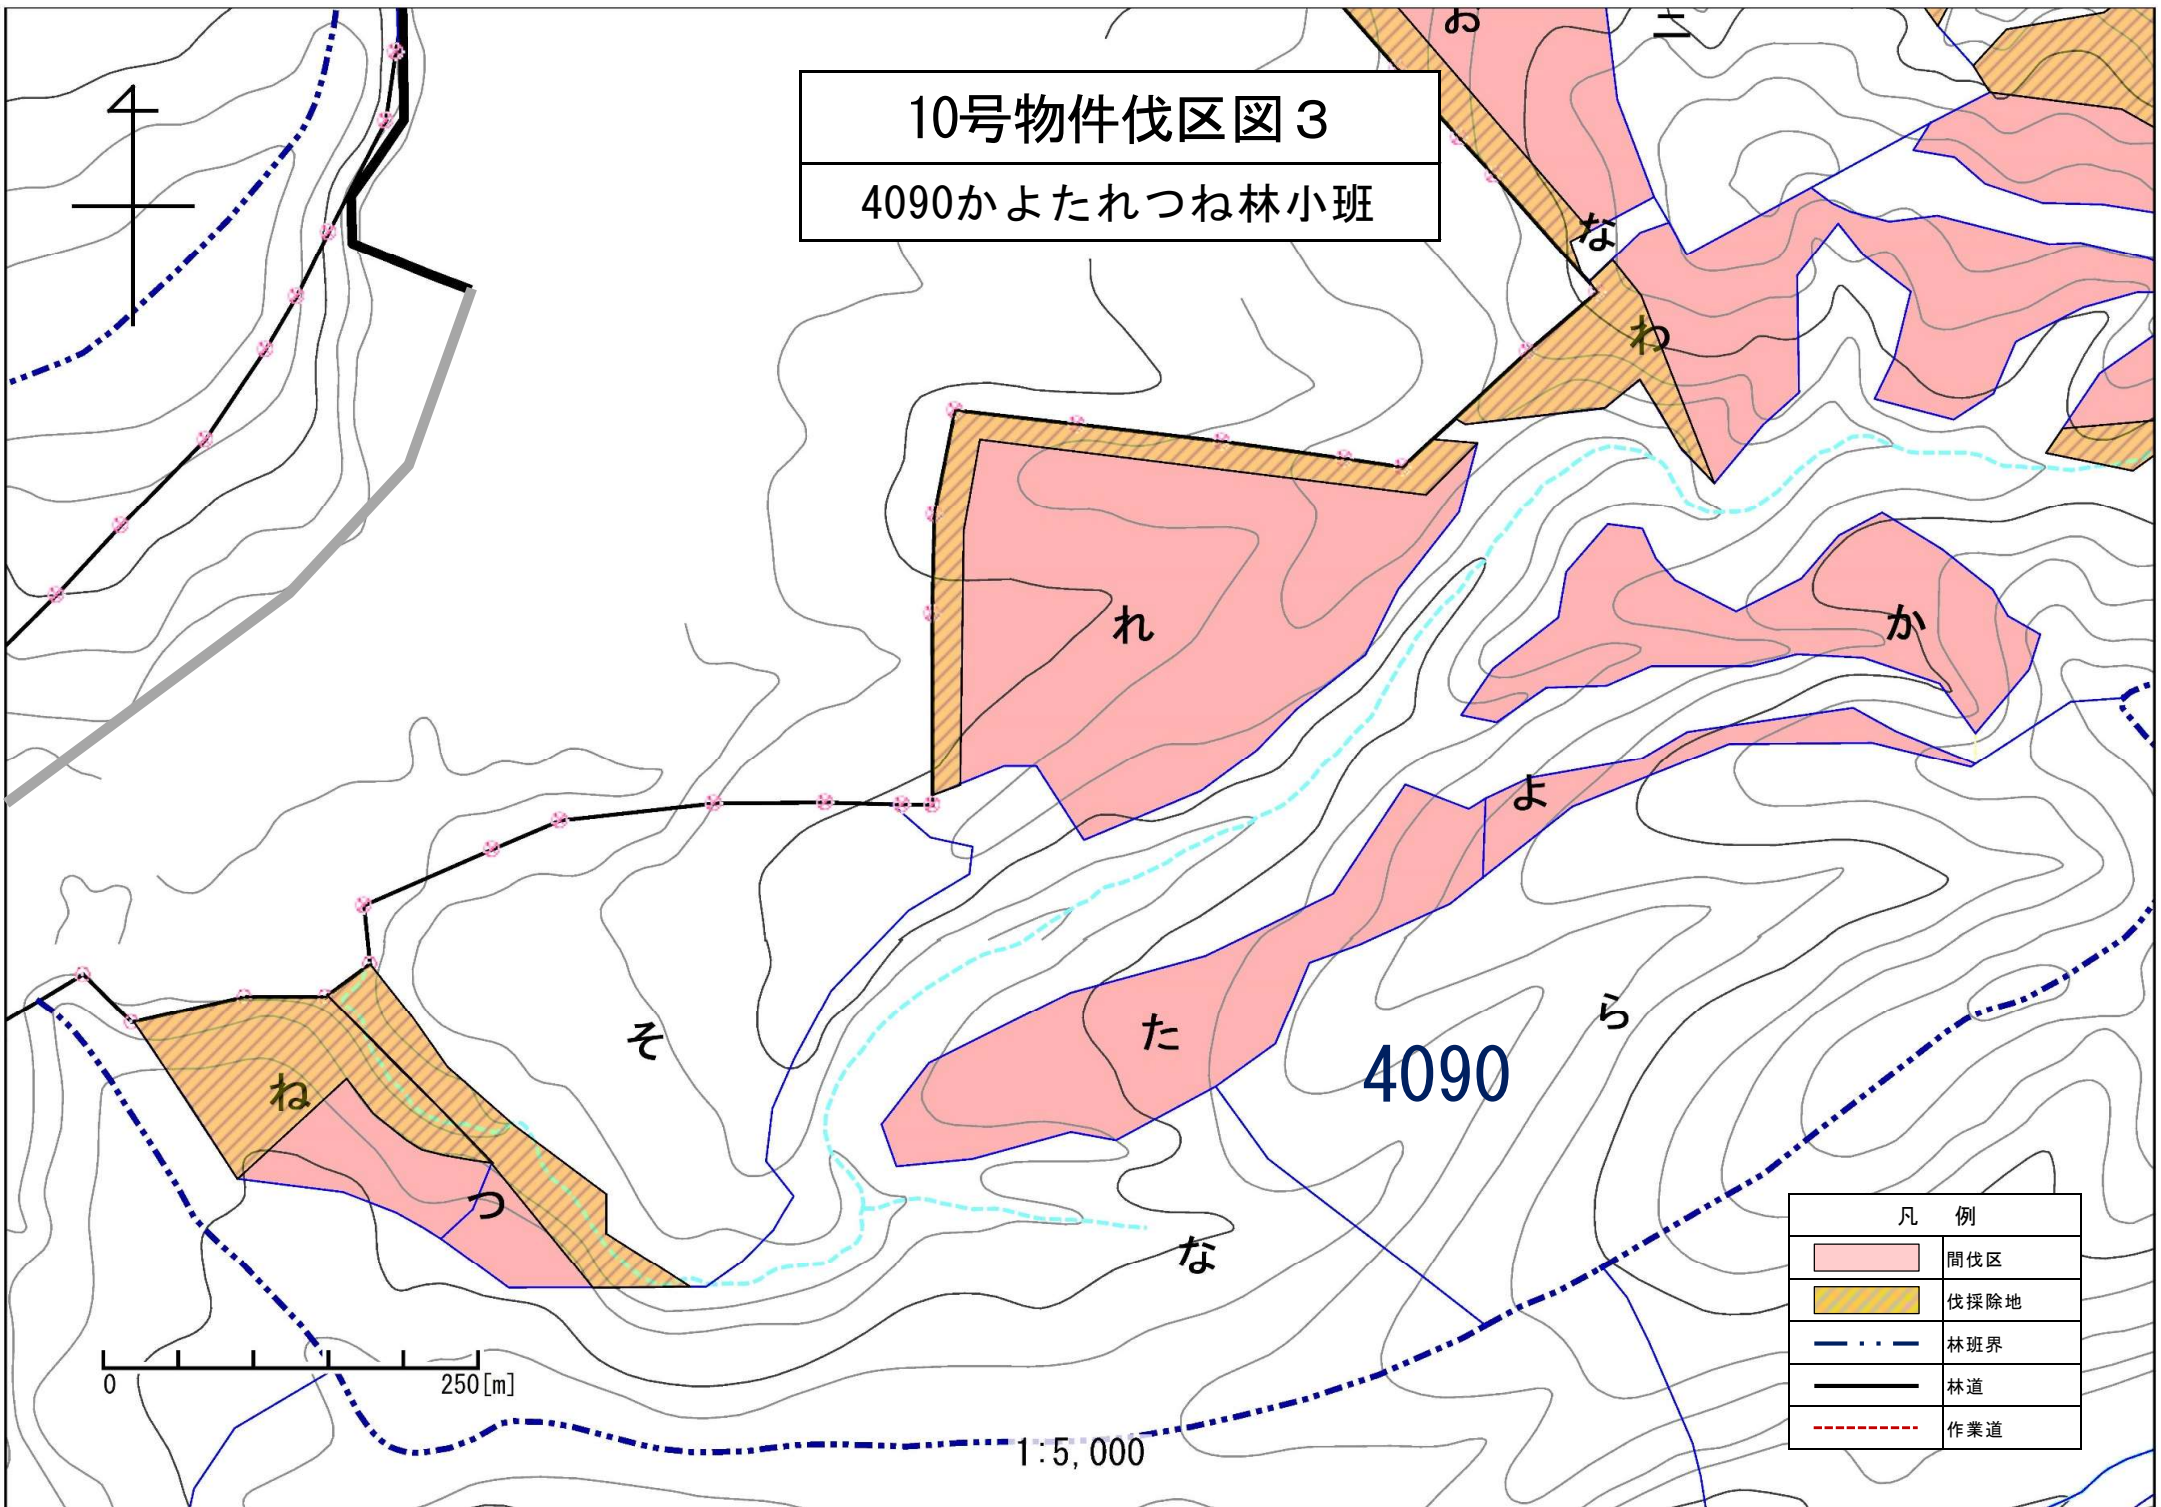 お
ニ
10号物件伐区図３
4090かよたれつね林小班
な
わ
れ
か
よ
ら
た
そ
4090
ね
つ
な
凡 例
間伐区
伐採除地
林班界
林道
作業道
0 250[m]
1:5,000